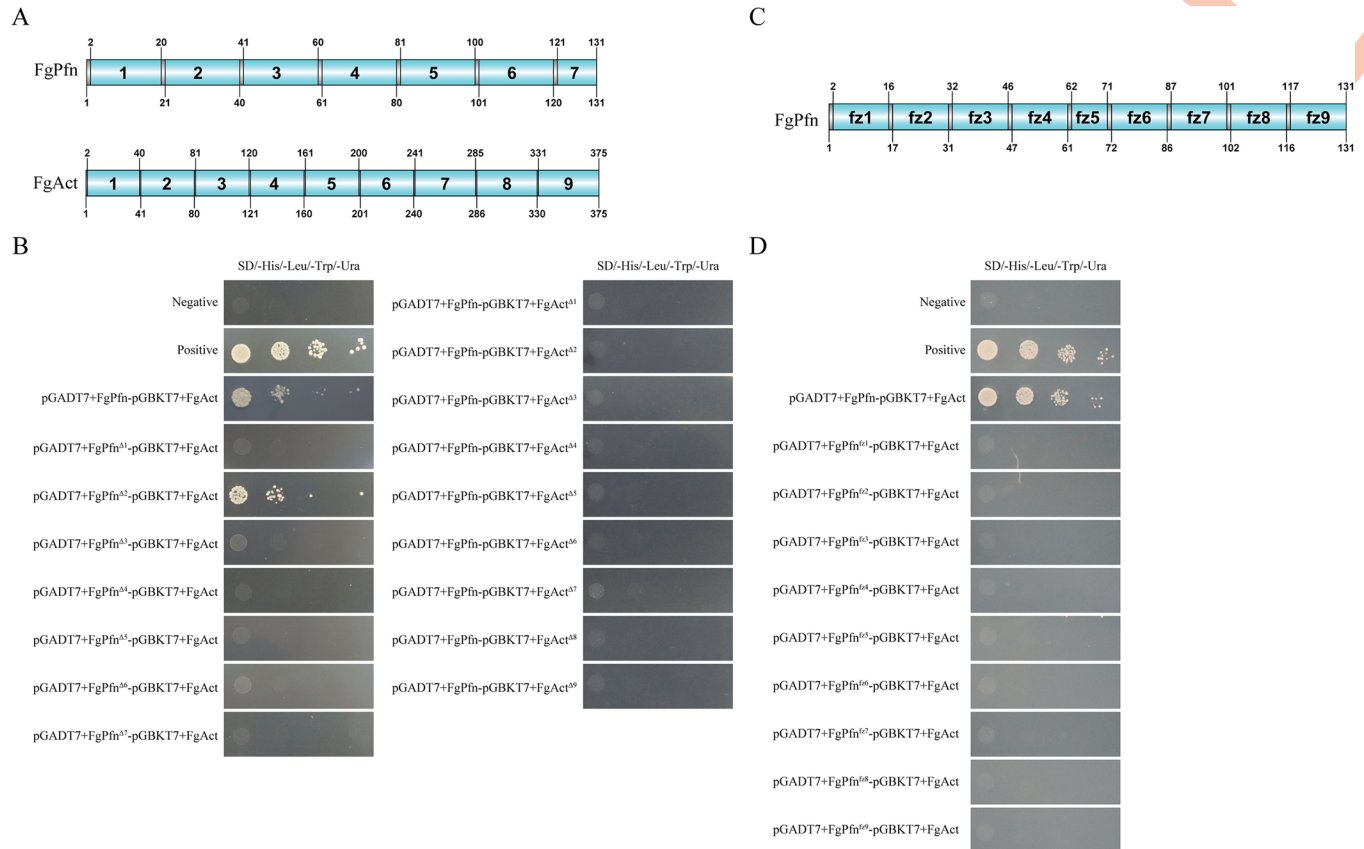 A
2 20 41 60 81 100 121 131
FgPfn 1 2 3 4 5 6 7
1 21 40 61 80 101 120 131
2 40 81 120 161 200 241 285 331 375
FgAct 1 2 3 4 5 6 7 8 9
1 41 80 121 160 201 240 286 330 375
B
SD/-His/-Leu/-Trp/-Ura
Negative
Positive
pGADT7+FgPfn-pGBKT7+FgAct
pGADT7+FgPfnΔ1-pGBKT7+FgAct
pGADT7+FgPfnΔ2-pGBKT7+FgAct
pGADT7+FgPfnΔ3-pGBKT7+FgAct
pGADT7+FgPfnΔ4-pGBKT7+FgAct
pGADT7+FgPfnΔ5-pGBKT7+FgAct
pGADT7+FgPfnΔ6-pGBKT7+FgAct
pGADT7+FgPfnΔ7-pGBKT7+FgAct
SD/-His/-Leu/-Trp/-Ura
pGADT7+FgPfn-pGBKT7+FgActΔ1
pGADT7+FgPfn-pGBKT7+FgActΔ2
pGADT7+FgPfn-pGBKT7+FgActΔ3
pGADT7+FgPfn-pGBKT7+FgActΔ4
pGADT7+FgPfn-pGBKT7+FgActΔ5
pGADT7+FgPfn-pGBKT7+FgActΔ6
pGADT7+FgPfn-pGBKT7+FgActΔ7
pGADT7+FgPfn-pGBKT7+FgActΔ8
pGADT7+FgPfn-pGBKT7+FgActΔ9
C
2 16 32 46 62 71 87 101 117 131
FgPfn fz1 fz2 fz3 fz4 fz5 fz6 fz7 fz8 fz9
1 17 31 47 61 72 86 102 116 131
D
SD/-His/-Leu/-Trp/-Ura
Negative
Positive
pGADT7+FgPfn-pGBKT7+FgAct
pGADT7+FgPfnfz1-pGBKT7+FgAct
pGADT7+FgPfnfz2-pGBKT7+FgAct
pGADT7+FgPfnfz3-pGBKT7+FgAct
pGADT7+FgPfnfz4-pGBKT7+FgAct
pGADT7+FgPfnfz5-pGBKT7+FgAct
pGADT7+FgPfnfz6-pGBKT7+FgAct
pGADT7+FgPfnfz7-pGBKT7+FgAct
pGADT7+FgPfnfz8-pGBKT7+FgAct
pGADT7+FgPfnfz9-pGBKT7+FgAct